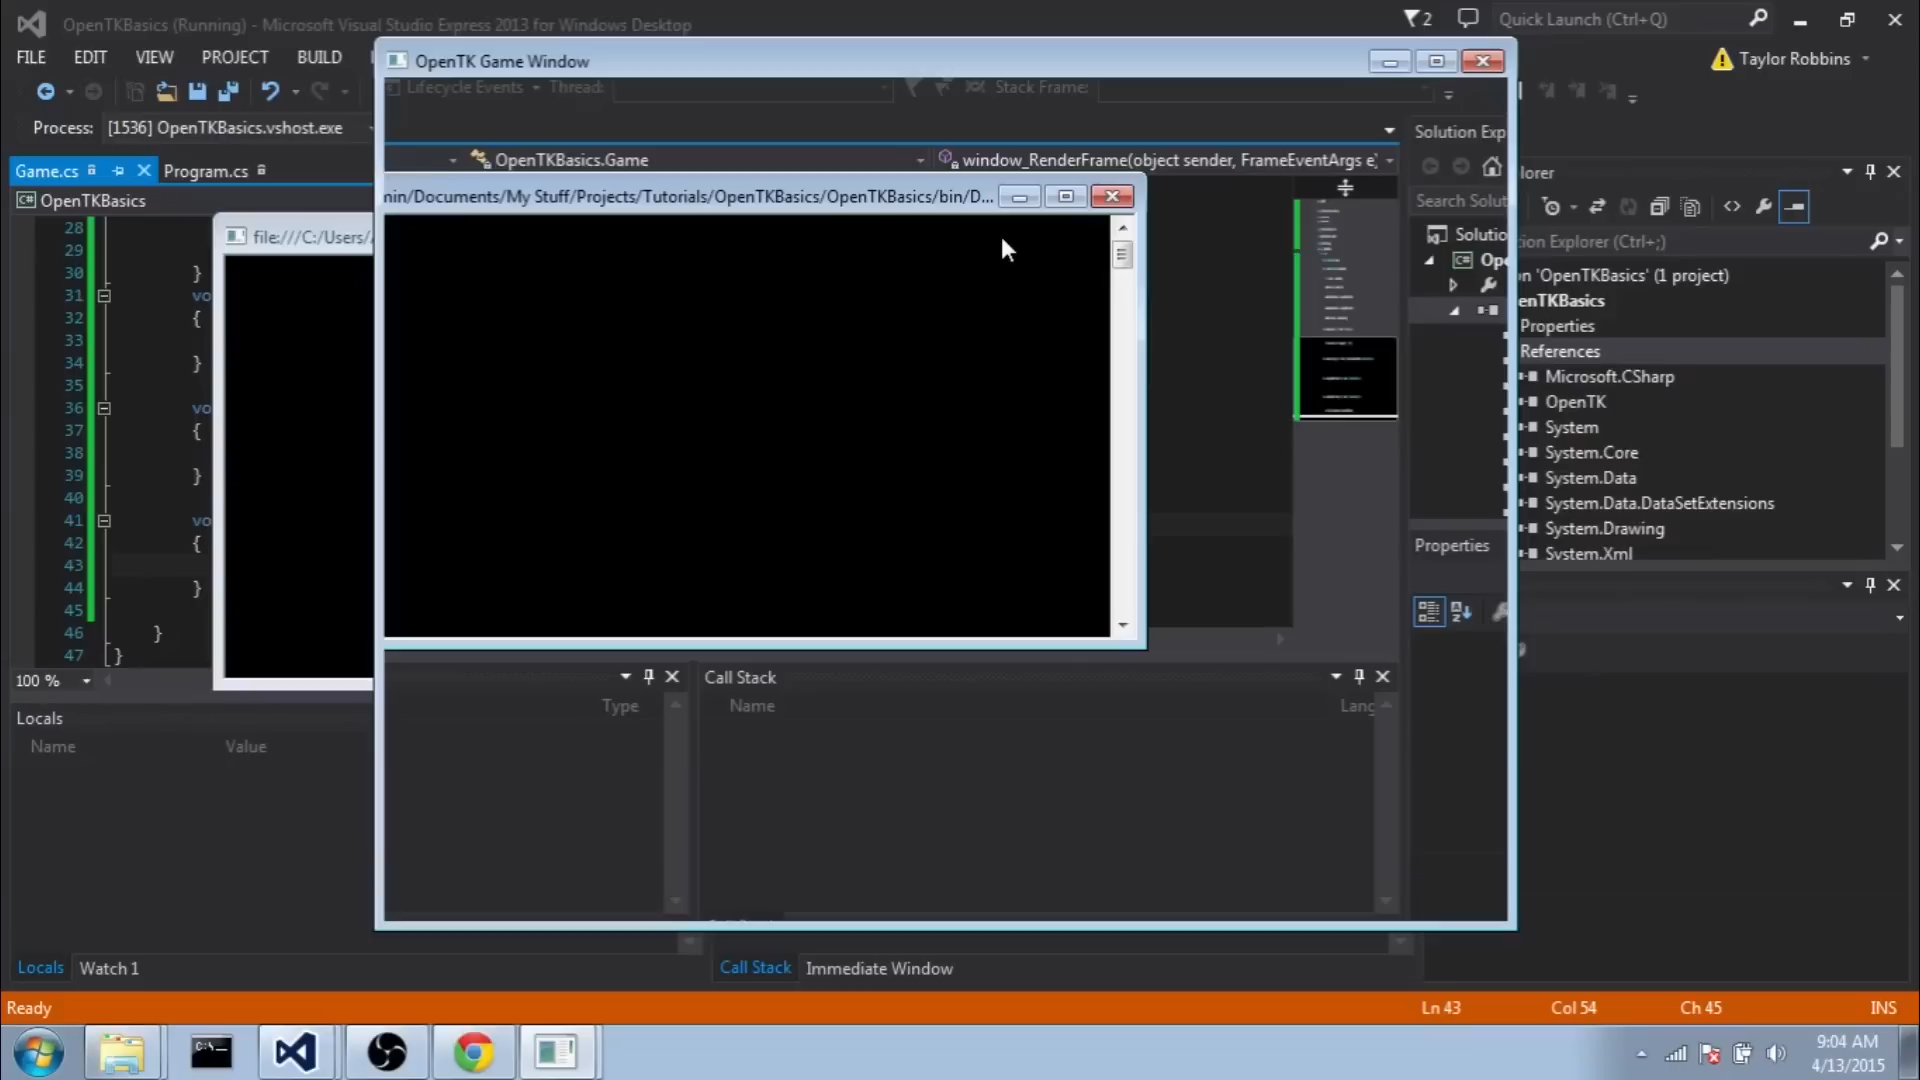 OpenTKBasics (Running) - Microsoft Visual Studio Express 2013 for Windows Desktop
2
Quick Launch (Ctrl+Q)
FILE EDIT VIEW PROJECT BUILD
Taylor Robbins
OpenTK Game Window
Lifecycle Events Thread: Stack Frame:
Process: [1536] OpenTKBasics.vshost.exe
Solution Exp
Game.cs Program.cs
OpenTKBasics.Game window_RenderFrame(object sender, FrameEventArgs e)
lorer
OpenTKBasics
nin/Documents/My Stuff/Projects/Tutorials/OpenTKBasics/OpenTKBasics/bin/D...
Search Solut
file:///C:/Users/
Solutio
tion Explorer (Ctrl+;)
Ope
on 'OpenTKBasics' (1 project)
enTKBasics
Properties
References
Microsoft.CSharp
OpenTK
System
System.Core
System.Data
System.Data.DataSetExtensions
System.Drawing
System.Xml
Properties
28
29
30 }
31 vo
32 {
33
34 }
35
36 vo
37 {
38
39 }
40
41 vo
42 {
43
44 }
45
46 }
47 }
100 %
Locals
Name Value
Type
Call Stack
Name Lang
Locals Watch 1
Call Stack Immediate Window
Ready Ln 43 Col 54 Ch 45 INS
C:\
9:04 AM
4/13/2015